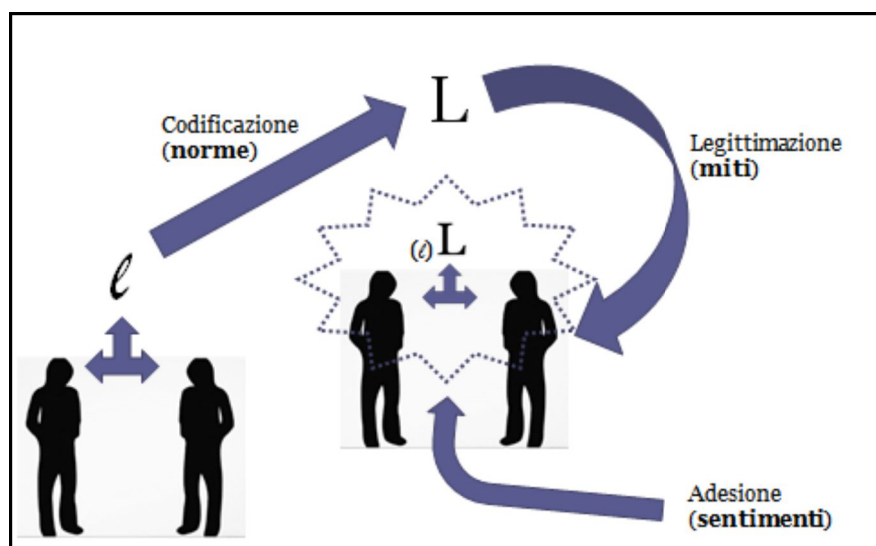 L
Codificazione
(norme)
Legittimazione
(miti)
(ℓ) L
ℓ
Adesione
(sentimenti)